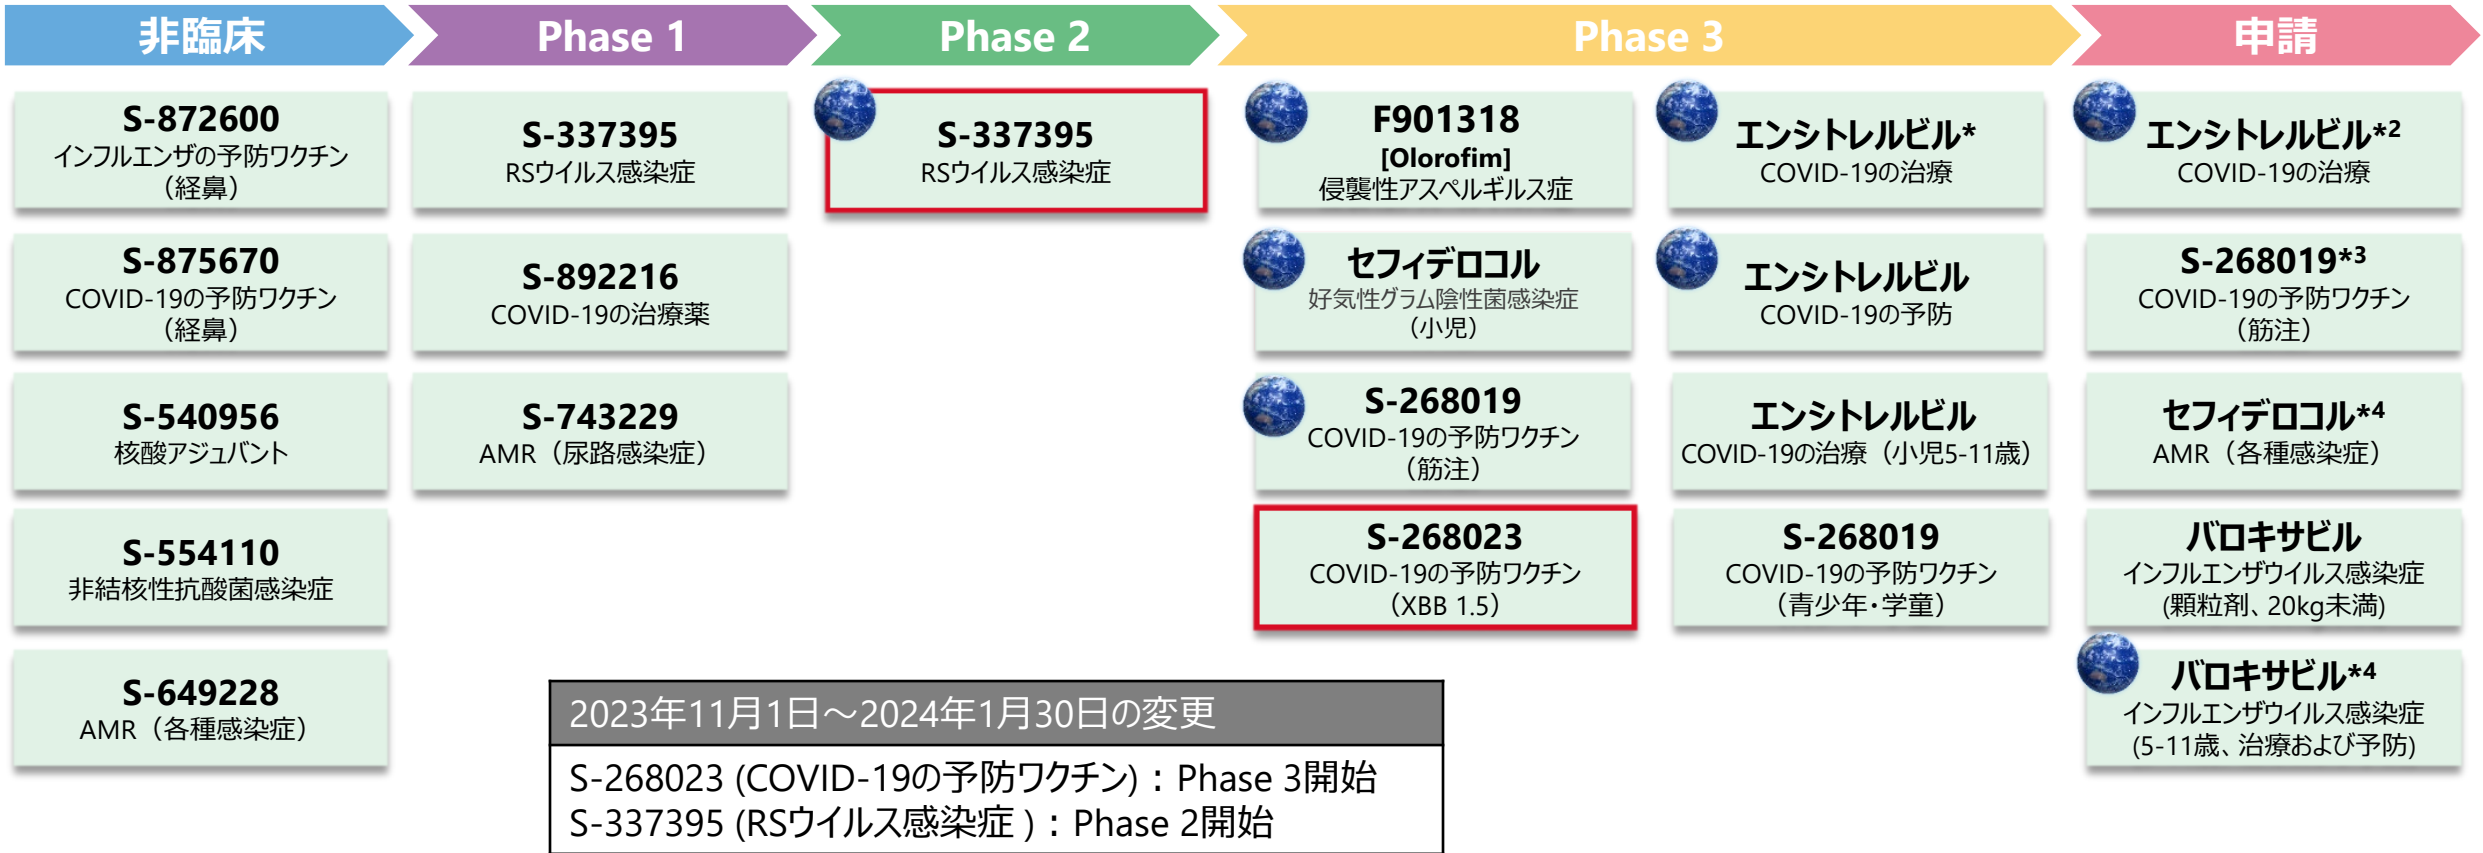 非臨床
Phase 1
Phase 2
Phase 3
申請
S-872600
インフルエンザの予防ワクチン
（経鼻）
S-875670
COVID-19の予防ワクチン
（経鼻）
S-540956
核酸アジュバント
S-554110
非結核性抗酸菌感染症
S-649228
AMR（各種感染症）
S-337395
RSウイルス感染症
S-892216
COVID-19の治療薬
S-743229
AMR（尿路感染症）
S-337395
RSウイルス感染症
F901318
[Olorofim]
侵襲性アスペルギルス症
セフィデロコル
好気性グラム陰性菌感染症
（小児）
S-268019
COVID-19の予防ワクチン
（筋注）
S-268023
COVID-19の予防ワクチン
（XBB 1.5）
エンシトレルビル*
COVID-19の治療
エンシトレルビル
COVID-19の予防
エンシトレルビル
COVID-19の治療（小児5-11歳）
S-268019
COVID-19の予防ワクチン
（青少年・学童）
エンシトレルビル*2
COVID-19の治療
S-268019*3
COVID-19の予防ワクチン
（筋注）
セフィデロコル*4
AMR（各種感染症）
バロキサビル
インフルエンザウイルス感染症
(顆粒剤、20kg未満)
バロキサビル*4
インフルエンザウイルス感染症
(5-11歳、治療および予防)
2023年11月1日～2024年1月30日の変更
S-268023 (COVID-19の予防ワクチン)：Phase 3開始
S-337395 (RSウイルス感染症 )：Phase 2開始